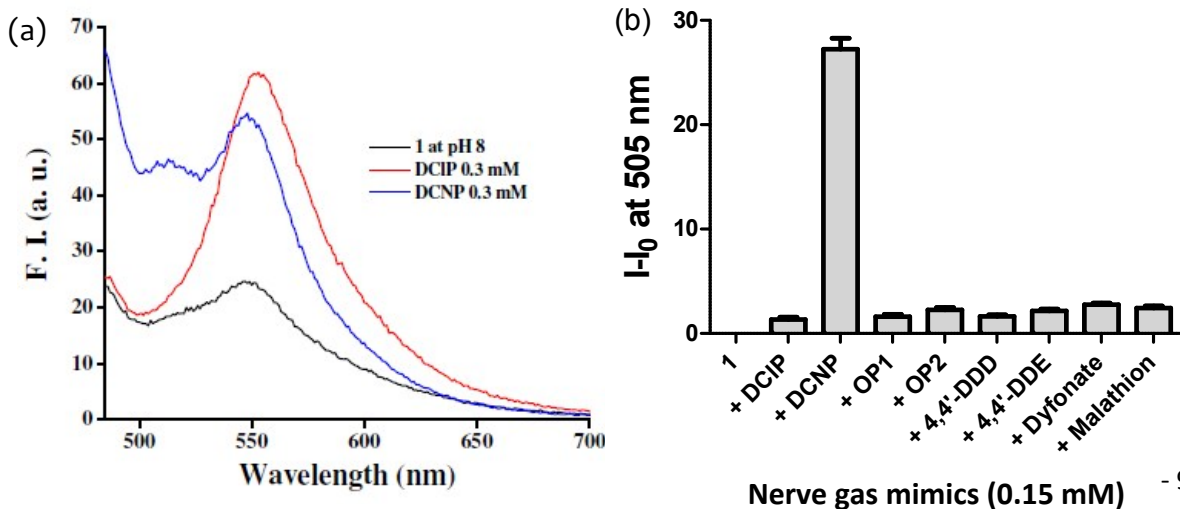 (a)
70
60
50
40
30
20
10
0
F. I. (a. u.)
1 at pH 8
DCIP 0.3 mM
DCNP 0.3 mM
500
550
600
650
700
Wavelength (nm)
(b)
30
20
10
0
I-I₀ at 505 nm
1
+ DCIP
+ DCNP
+ OP1
+ OP2
+ 4,4'-DDD
+ 4,4'-DDE
+ Dyfonate
+ Malathion
Nerve gas mimics (0.15 mM)